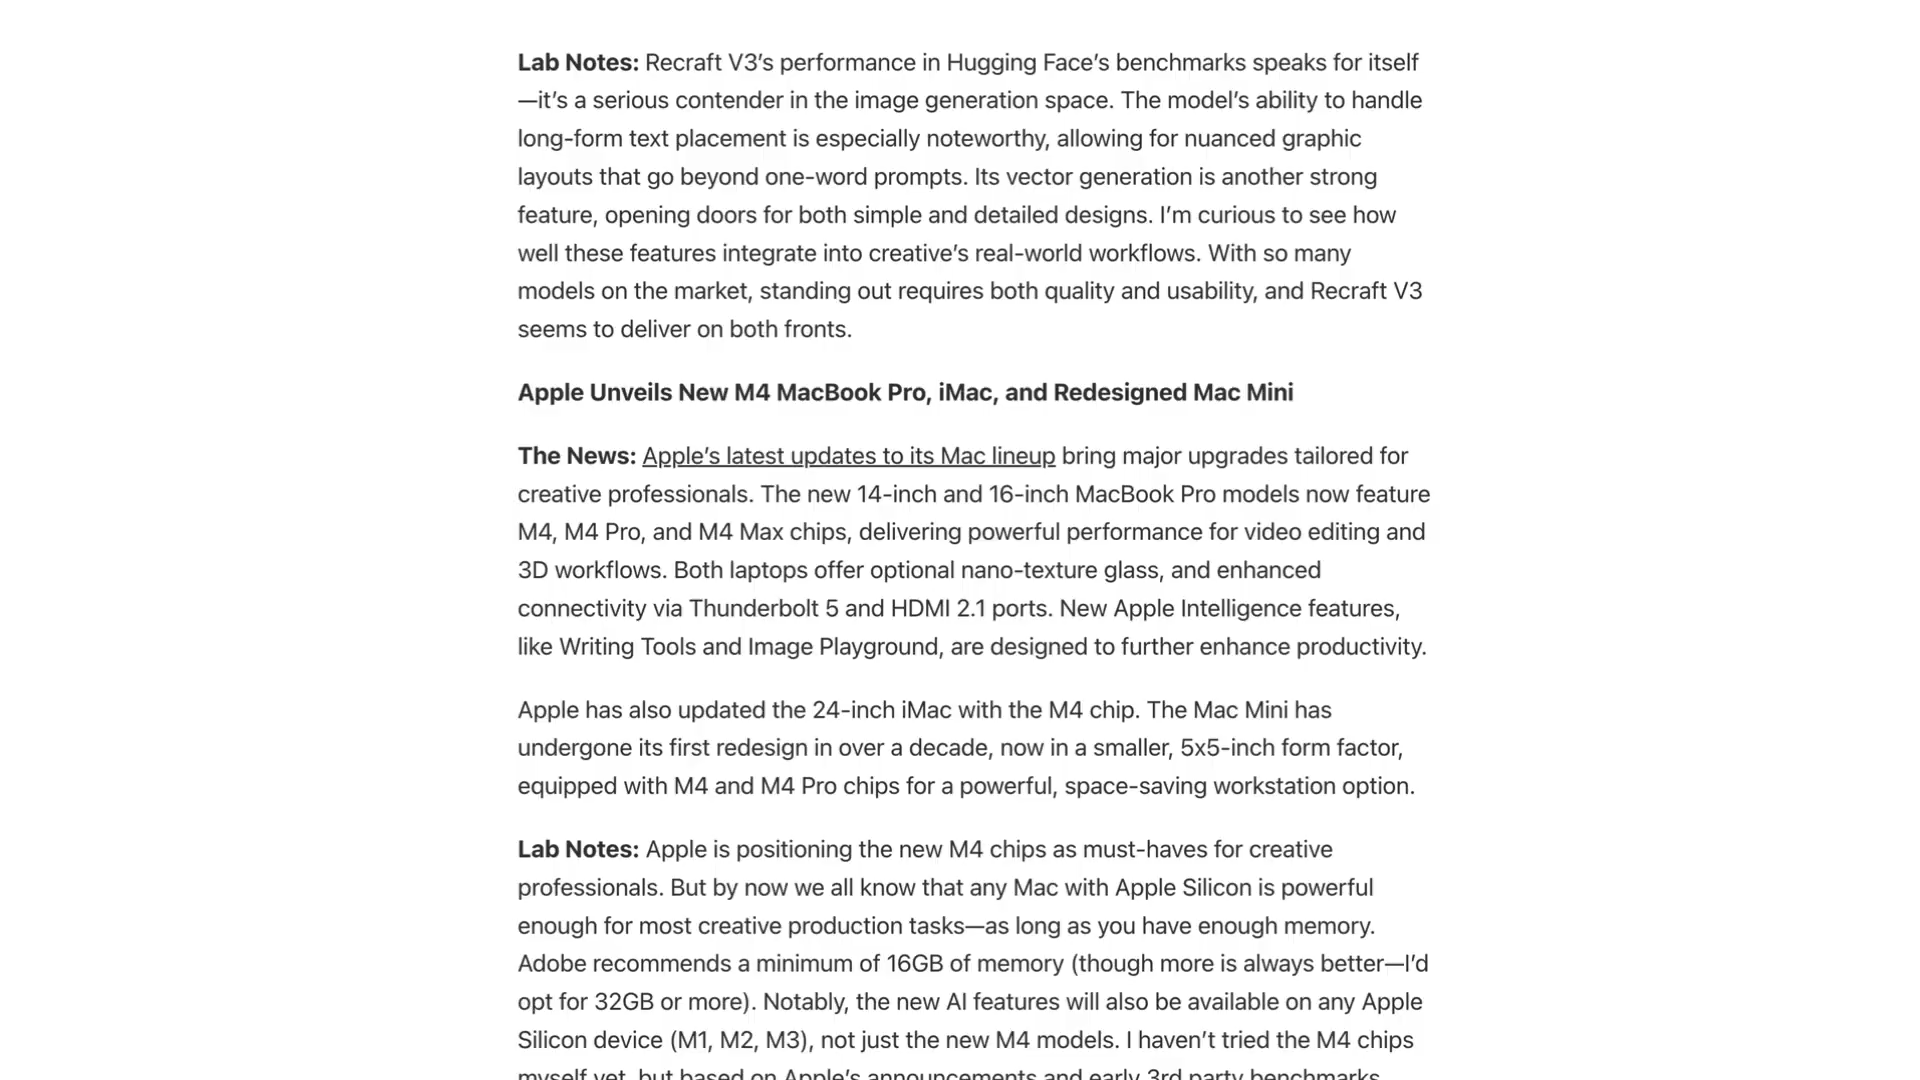 Lab Notes: Recraft V3’s performance in Hugging Face’s benchmarks speaks for itself
—it’s a serious contender in the image generation space. The model’s ability to handle
long-form text placement is especially noteworthy, allowing for nuanced graphic
layouts that go beyond one-word prompts. Its vector generation is another strong
feature, opening doors for both simple and detailed designs. I’m curious to see how
well these features integrate into creative’s real-world workflows. With so many
models on the market, standing out requires both quality and usability, and Recraft V3
seems to deliver on both fronts.
Apple Unveils New M4 MacBook Pro, iMac, and Redesigned Mac Mini
The News: Apple’s latest updates to its Mac lineup bring major upgrades tailored for
creative professionals. The new 14-inch and 16-inch MacBook Pro models now feature
M4, M4 Pro, and M4 Max chips, delivering powerful performance for video editing and
3D workflows. Both laptops offer optional nano-texture glass, and enhanced
connectivity via Thunderbolt 5 and HDMI 2.1 ports. New Apple Intelligence features,
like Writing Tools and Image Playground, are designed to further enhance productivity.
Apple has also updated the 24-inch iMac with the M4 chip. The Mac Mini has
undergone its first redesign in over a decade, now in a smaller, 5x5-inch form factor,
equipped with M4 and M4 Pro chips for a powerful, space-saving workstation option.
Lab Notes: Apple is positioning the new M4 chips as must-haves for creative
professionals. But by now we all know that any Mac with Apple Silicon is powerful
enough for most creative production tasks—as long as you have enough memory.
Adobe recommends a minimum of 16GB of memory (though more is always better—I’d
opt for 32GB or more). Notably, the new AI features will also be available on any Apple
Silicon device (M1, M2, M3), not just the new M4 models. I haven’t tried the M4 chips
myself yet, but based on Apple’s announcements and early 3rd party benchmarks